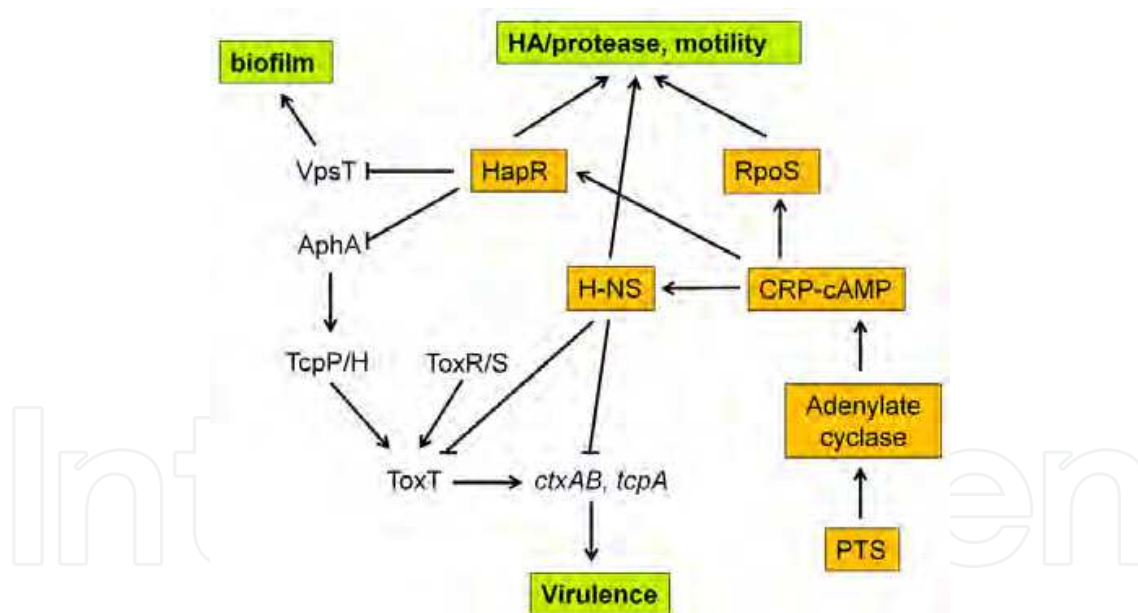 HA/protease, motility
biofilm
VpsT
HapR
RpoS
AphA
H-NS
CRP-cAMP
TcpP/H
ToxR/S
Adenylate
cyclase
ToxT
ctxAB, tcpA
PTS
Virulence